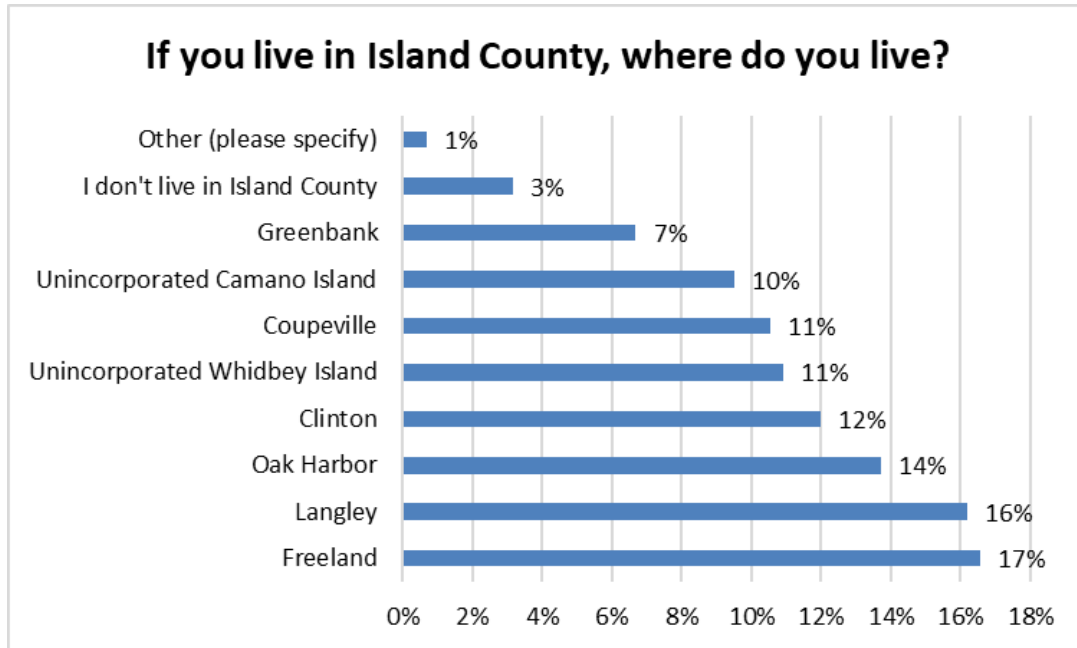 If you live in Island County, where do you live?
Other (please specify) 1%
I don't live in Island County 3%
Greenbank 7%
Unincorporated Camano Island 10%
Coupeville 11%
Unincorporated Whidbey Island 11%
Clinton 12%
Oak Harbor 14%
Langley 16%
Freeland 17%
0% 2% 4% 6% 8% 10% 12% 14% 16% 18%